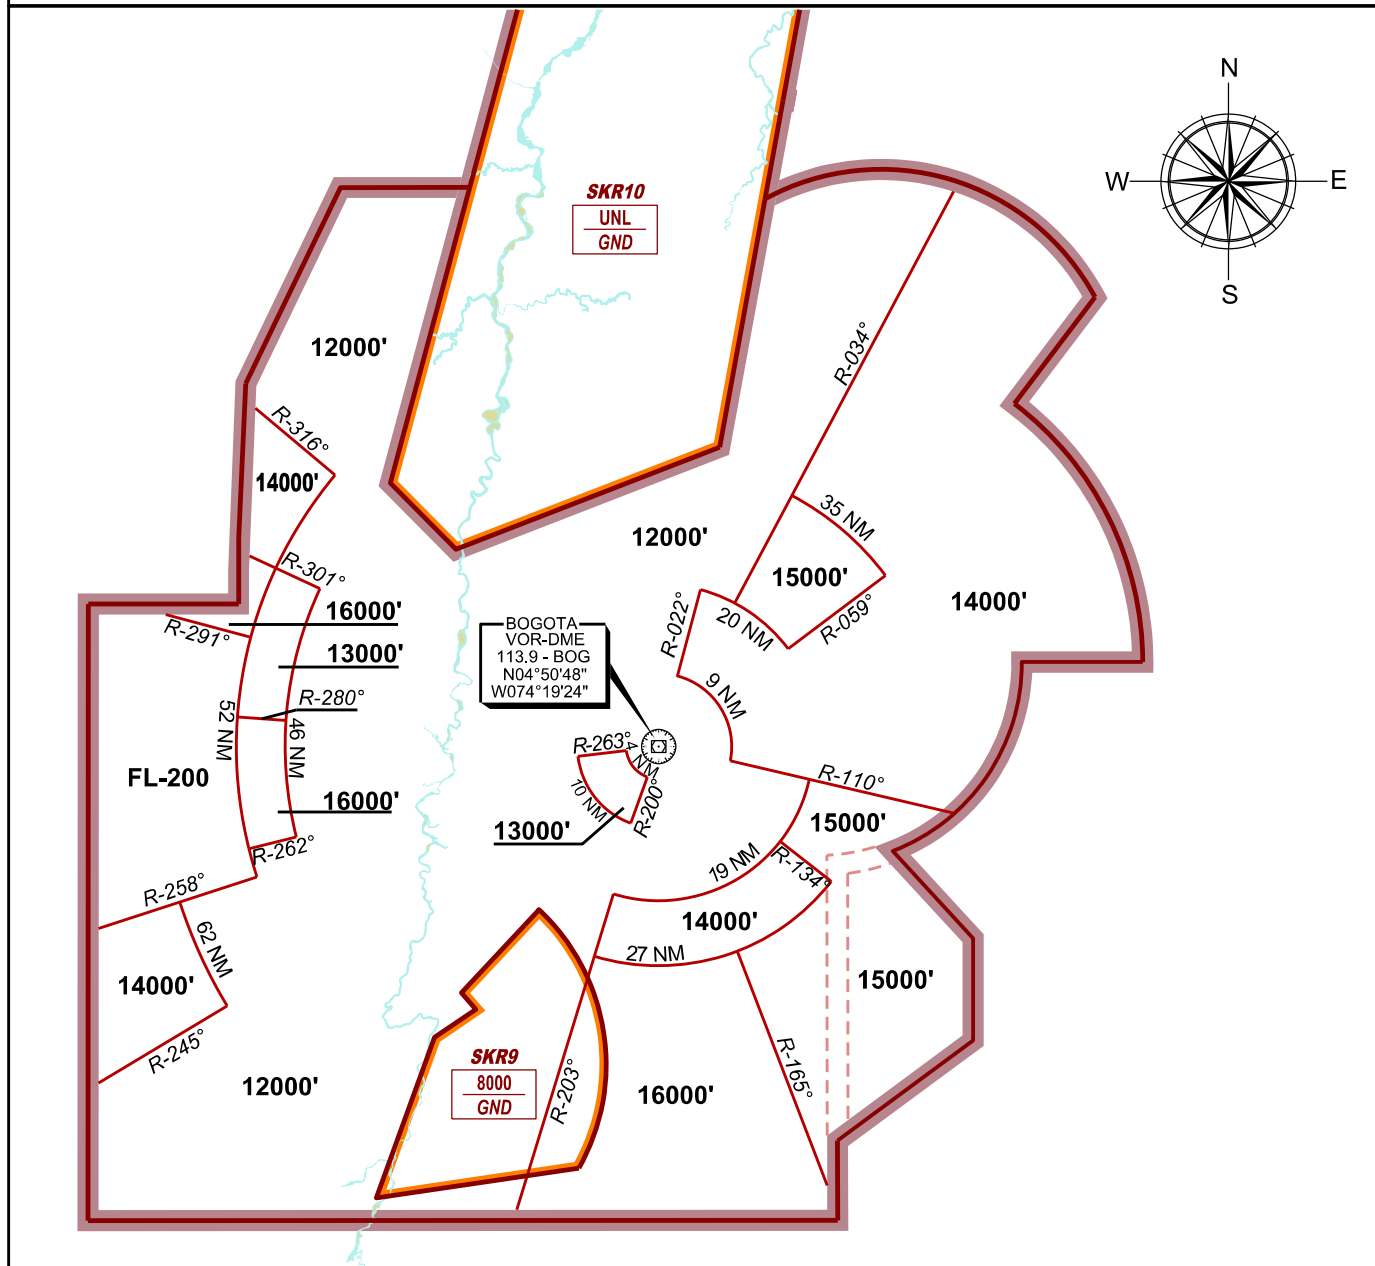 N
W
E
S
SKR10
UNL
GND
12000'
R-034°
R-316°
14000'
35 NM
12000'
15000'
R-301°
14000'
R-022°
20 NM
R-059°
16000'
R-291°
BOGOTA
VOR-DME
113.9 - BOG
N04°50'48"
W074°19'24"
13000'
R-280°
9 NM
52 NM
46 NM
R-263°
4 NM
FL-200
R-110°
16000'
10 NM
R-200°
15000'
13000'
R-262°
19 NM
R-134°
R-258°
14000'
62 NM
27 NM
14000'
15000'
R-245°
SKR9
8000
GND
12000'
R-203°
16000'
R-165°